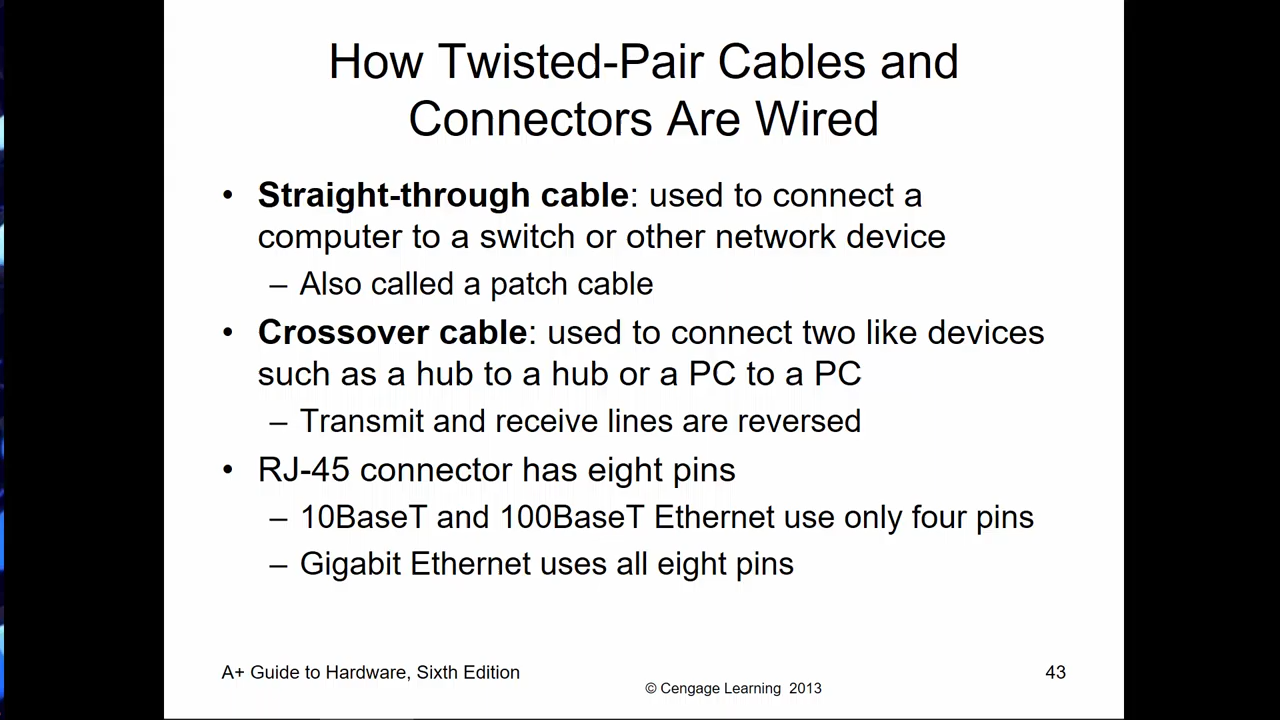 How Twisted-Pair Cables and
Connectors Are Wired
• Straight-through cable: used to connect a
computer to a switch or other network device
– Also called a patch cable
• Crossover cable: used to connect two like devices
such as a hub to a hub or a PC to a PC
– Transmit and receive lines are reversed
• RJ-45 connector has eight pins
– 10BaseT and 100BaseT Ethernet use only four pins
– Gigabit Ethernet uses all eight pins
A+ Guide to Hardware, Sixth Edition
43
© Cengage Learning 2013